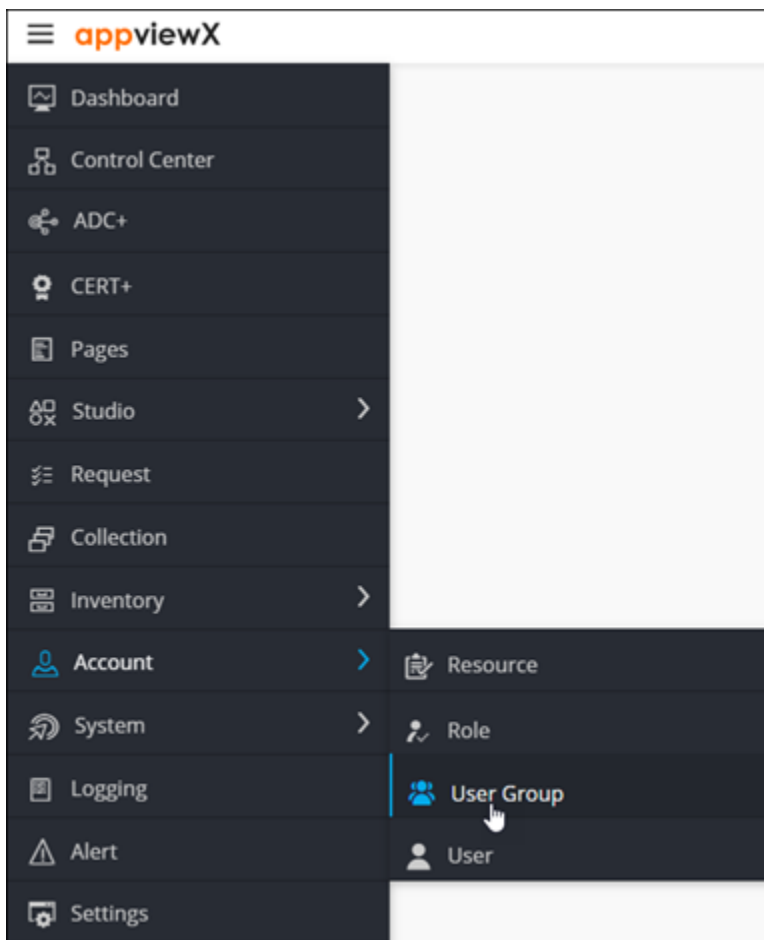 appviewX
Dashboard
Control Center
ADC+
CERT+
Pages
Studio
Request
Collection
Inventory
Account
Resource
System
Role
Logging
User Group
Alert
User
Settings